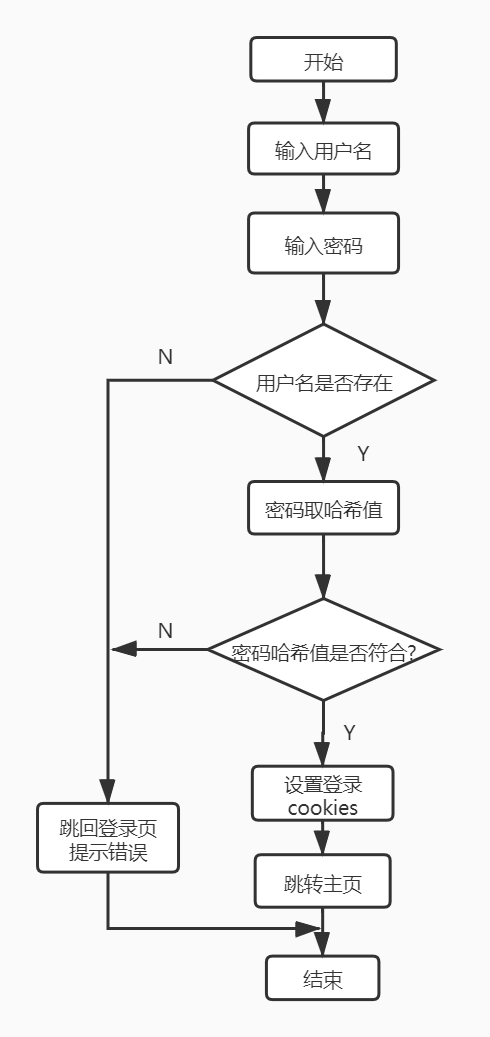 开始
输入用户名
输入密码
N
用户名是否存在
Y
密码取哈希值
N
密码哈希值是否符合?
Y
设置登录
cookies
跳回登录页
提示错误
跳转主页
结束